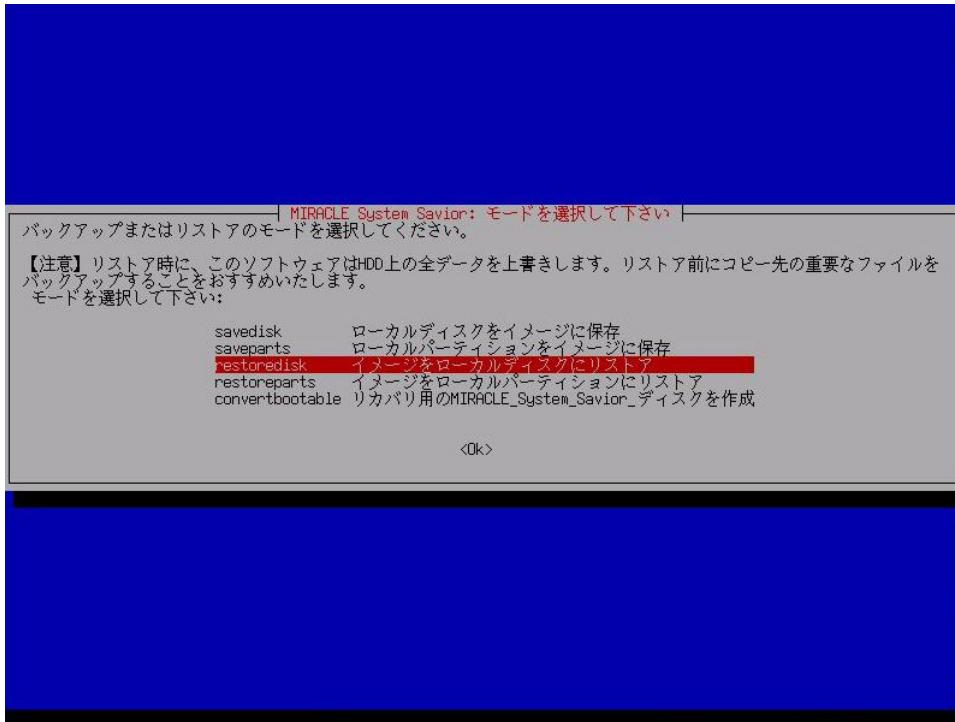 MIRACLE System Savior: モードを選択して下さい
バックアップまたはリストアのモードを選択してください。
【注意】リストア時に、このソフトウェアはHDD上の全データを上書きします。リストア前にコピー先の重要なファイルを
バックアップすることをおすすめいたします。
モードを選択して下さい:
savedisk ローカルディスクをイメージに保存
saveparts ローカルパーティションをイメージに保存
restoredisk イメージをローカルディスクにリストア
restoreparts イメージをローカルパーティションにリストア
convertbootable リカバリ用のMIRACLE_System_Savior_ディスクを作成
<Ok>